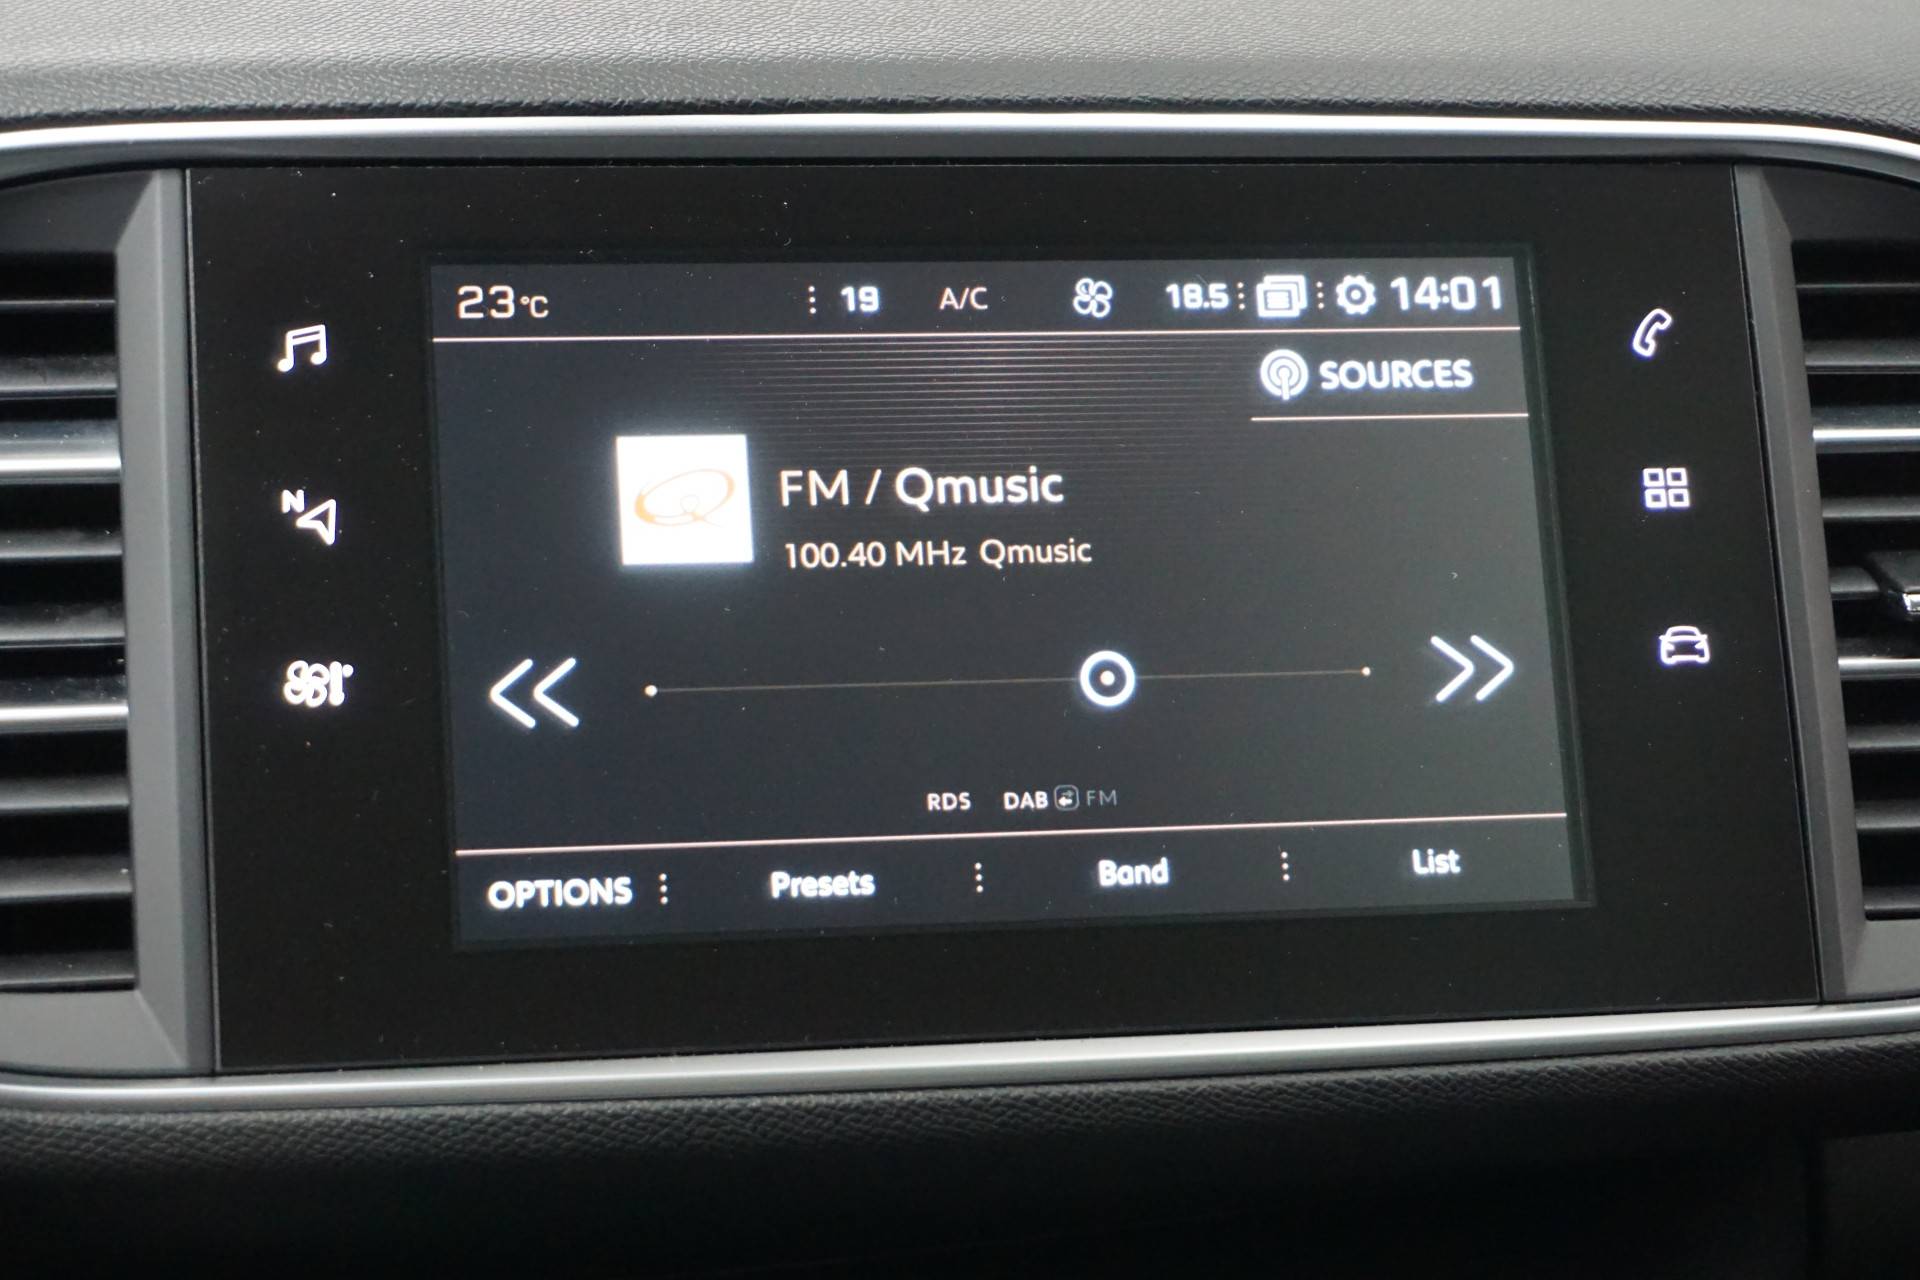 23°C 19 A/C 18.5 14:01
SOURCES
FM / Qmusic
100.40 MHz Qmusic
N
RDS DAB FM
OPTIONS Presets Band List